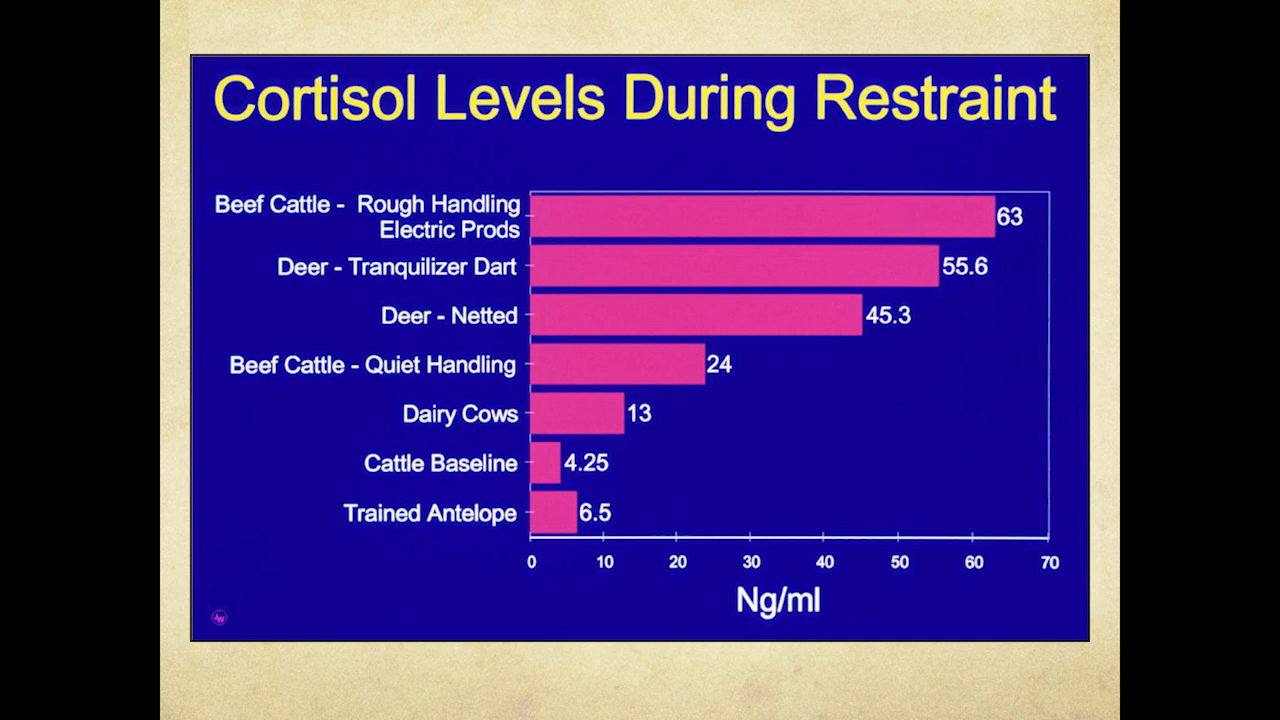 Cortisol Levels During Restraint
Beef Cattle - Rough Handling
Electric Prods
63
Deer - Tranquilizer Dart
55.6
Deer - Netted
45.3
Beef Cattle - Quiet Handling
24
Dairy Cows
13
Cattle Baseline
4.25
Trained Antelope
6.5
0 10 20 30 40 50 60 70
Ng/ml